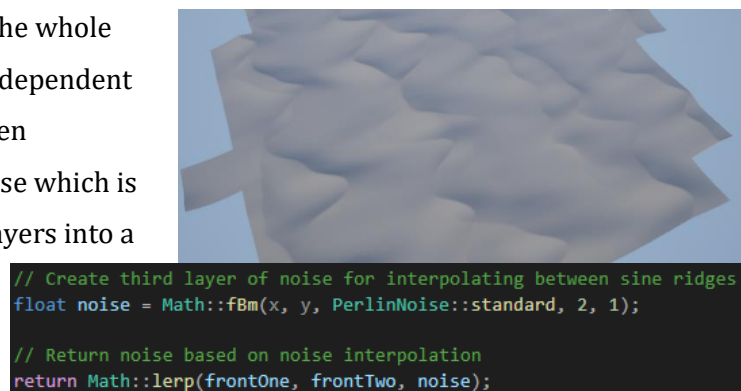 he whole
dependent
en
se which is
ayers into a
// Create third layer of noise for interpolating between sine ridges
float noise = Math::fBm(x, y, PerlinNoise::standard, 2, 1);
// Return noise based on noise interpolation
return Math::lerp(frontOne, frontTwo, noise);